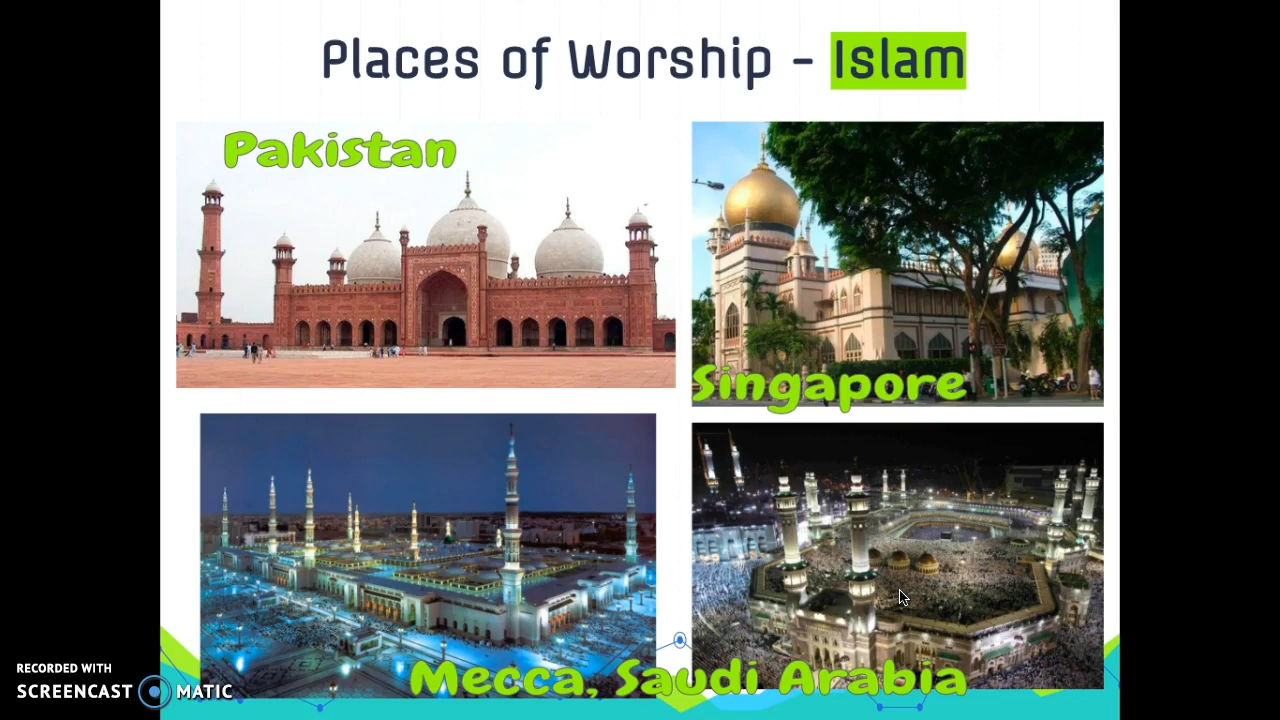 Places of Worship - Islam
Pakistan
Singapore
Mecca, Saudi Arabia
RECORDED WITH
SCREENCAST MATIC